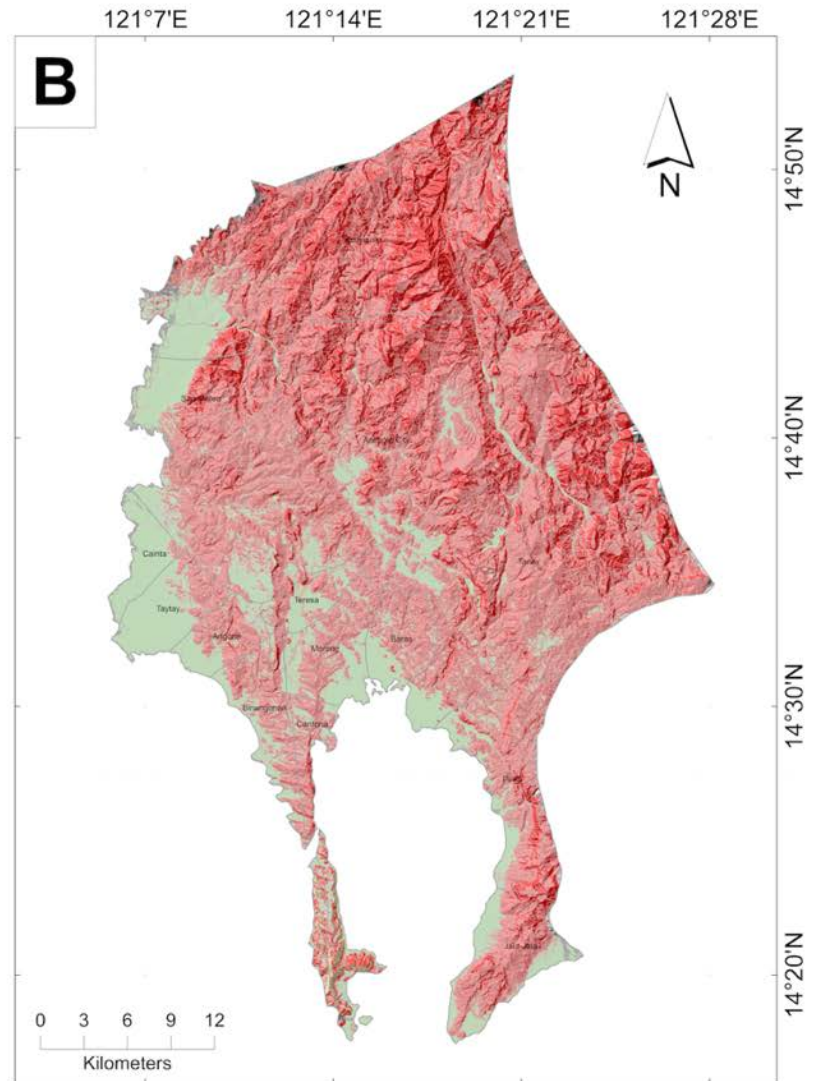 121°7'E 121°14'E 121°21'E 121°28'E
B
N
14°50'N
14°40'N
Cainta
Taytay
Teresa
Angono
Morong
Baras
14°30'N
Binangonan
Cardona
Jala-Jala
14°20'N
0 3 6 9 12
Kilometers